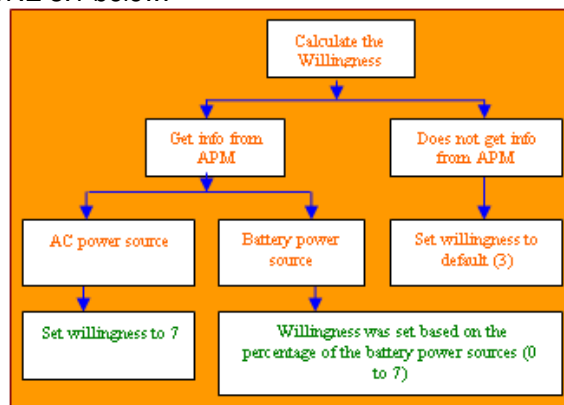 Calculate the
Willingness
Get info from
APM
Does not get info
from APM
AC power source
Battery power
source
Set willingness to
default (3)
Set willingness to 7
Willingness was set based on the
percentage of the battery power sources (0
to 7)